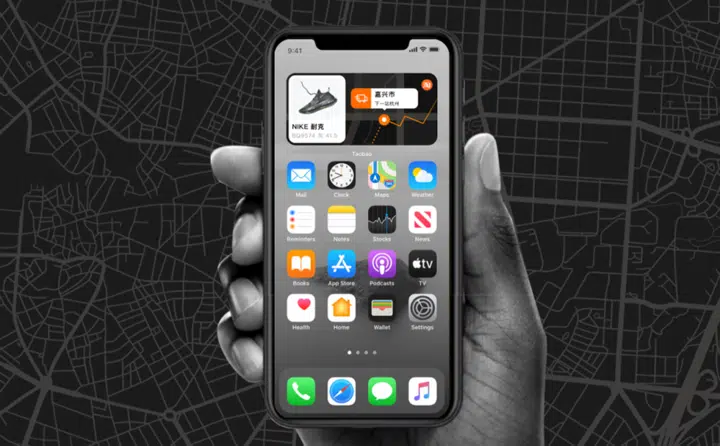 9:41
嘉兴市
下一站杭州
NIKE 耐克
Taobao
Mail
Clock
Maps
Weather
Reminders
Notes
Stocks
News
Books
App Store
Podcasts
tv
TV
Health
Home
Wallet
Settings